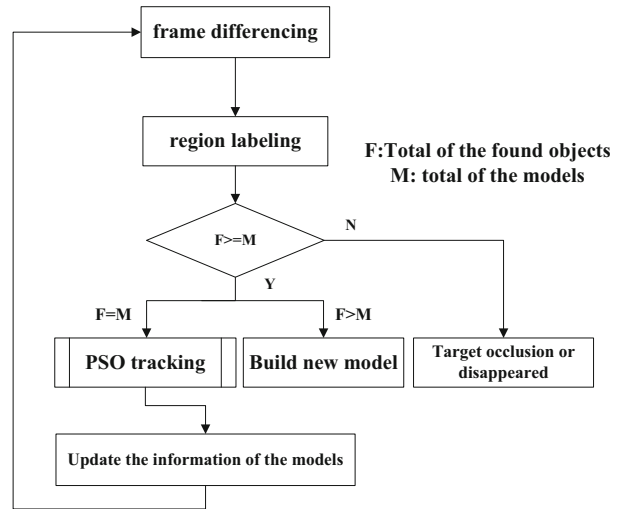 frame differencing
region labeling
F:Total of the found objects
M: total of the models
F>=M
N
Y
F=M
F>M
PSO tracking
Build new model
Target occlusion or
disappeared
Update the information of the models